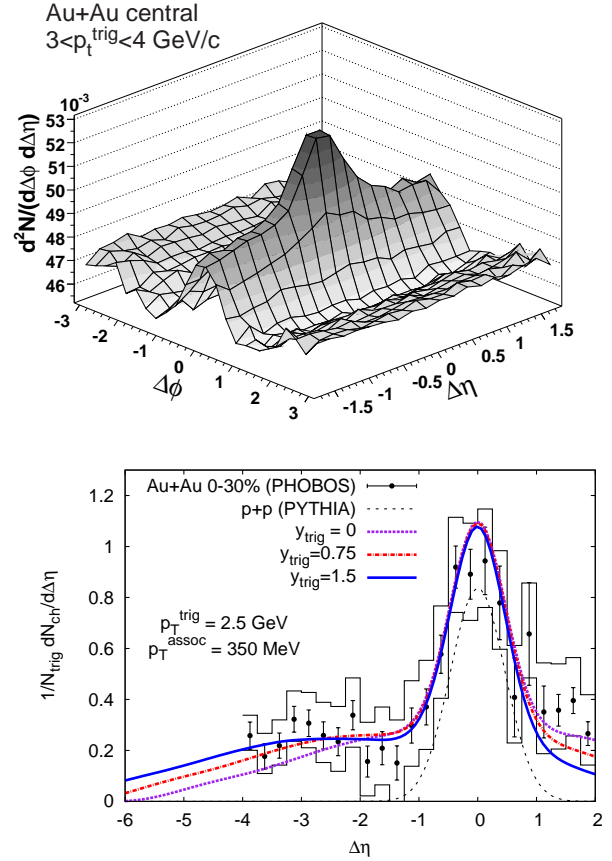 Au+Au central
3<p_t^trig<4 GeV/c
10^-3
d²N/(dΔϕ dΔη)
53
52
51
50
49
48
47
46
-3
-2
-1
0
1
2
3
Δϕ
-1.5
-1
-0.5
0
0.5
1
1.5
Δη
Au+Au 0-30% (PHOBOS)
p+p (PYTHIA)
y_trig = 0
y_trig=0.75
y_trig=1.5
p_T^trig = 2.5 GeV
p_T^assoc = 350 MeV
1/N_trig dN_ch/dΔη
1.2
1
0.8
0.6
0.4
0.2
0
-6 -5 -4 -3 -2 -1 0 1 2
Δη